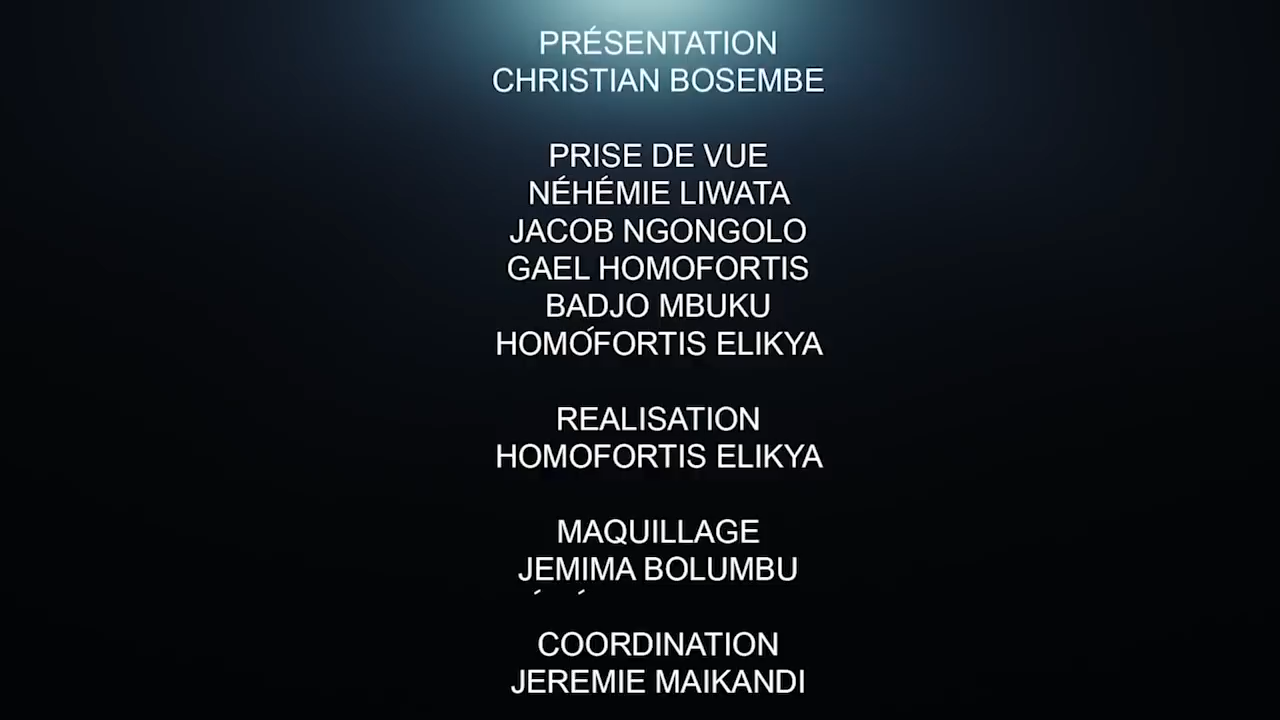 PRÉSENTATION
CHRISTIAN BOSEMBE
PRISE DE VUE
NÉHÉMIE LIWATA
JACOB NGONGOLO
GAEL HOMOFORTIS
BADJO MBUKU
HOMOFORTIS ELIKYA
REALISATION
HOMOFORTIS ELIKYA
MAQUILLAGE
JEMIMA BOLUMBU
COORDINATION
JEREMIE MAIKANDI